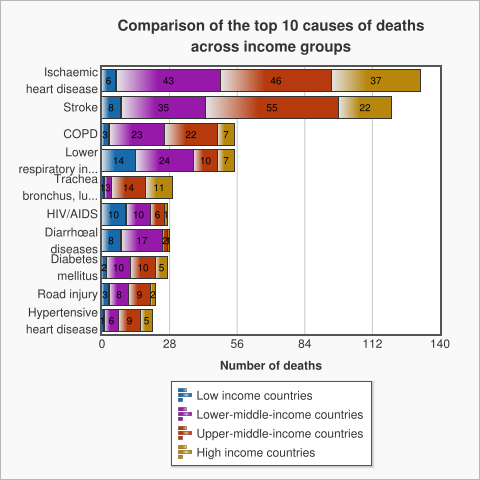 Comparison of the top 10 causes of deaths
across income groups
Ischaemic
heart disease
6 43 46 37
Stroke
8 35 55 22
COPD
3 23 22 7
Lower
respiratory in...
14 24 10 7
Trachea
bronchus, lu...
1 3 14 11
HIV/AIDS
10 10 6 1
Diarrhœal
diseases
8 17 2 1
Diabetes
mellitus
2 10 10 5
Road injury
3 8 9 2
Hypertensive
heart disease
1 6 9 5
0 28 56 84 112 140
Number of deaths
Low income countries
Lower-middle-income countries
Upper-middle-income countries
High income countries